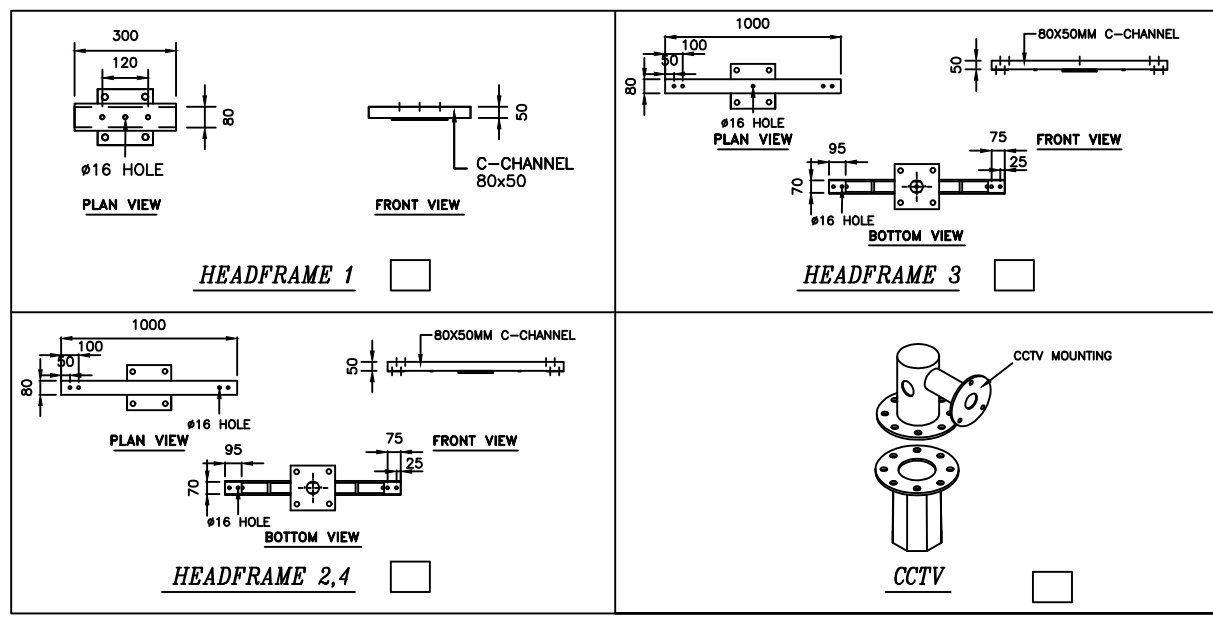 300
120
80
ø16 HOLE
PLAN VIEW
50
C-CHANNEL
80x50
FRONT VIEW
HEADFRAME 1
1000
100
50
80
ø16 HOLE
PLAN VIEW
80X50MM C-CHANNEL
50
FRONT VIEW
95
75
25
70
ø16 HOLE
BOTTOM VIEW
HEADFRAME 3
1000
100
50
80
ø16 HOLE
PLAN VIEW
80X50MM C-CHANNEL
50
FRONT VIEW
95
75
25
70
ø16 HOLE
BOTTOM VIEW
HEADFRAME 2,4
CCTV MOUNTING
CCTV